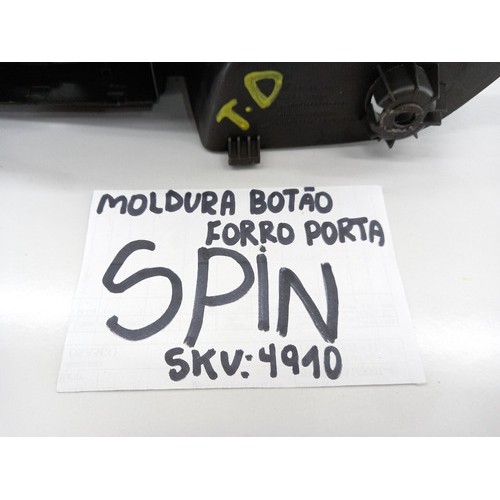 T.D
MOLDURA BOTÃO
FORRO PORTA
SPIN
SKU: 4910